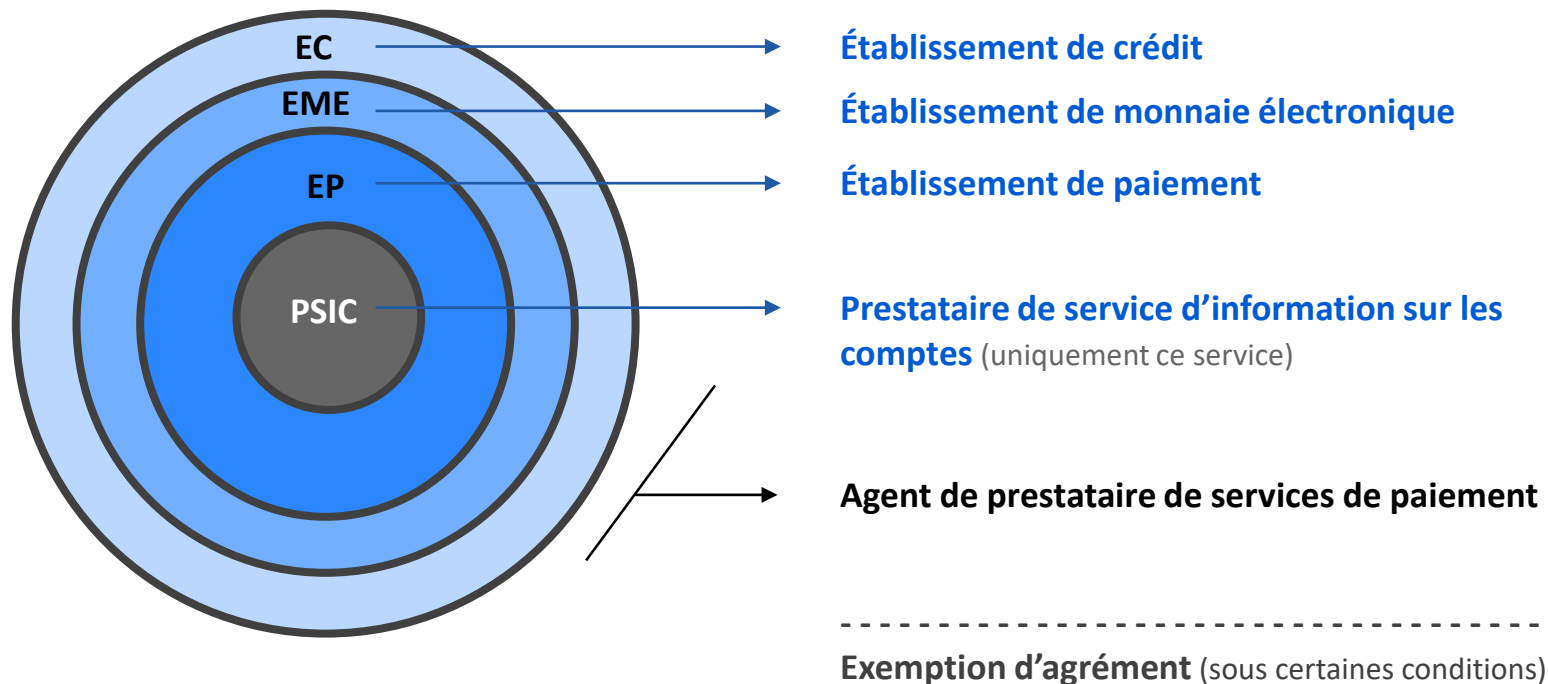 EC
Établissement de crédit
EME
Établissement de monnaie électronique
EP
Établissement de paiement
PSIC
Prestataire de service d’information sur les
comptes (uniquement ce service)
Agent de prestataire de services de paiement
Exemption d’agrément (sous certaines conditions)